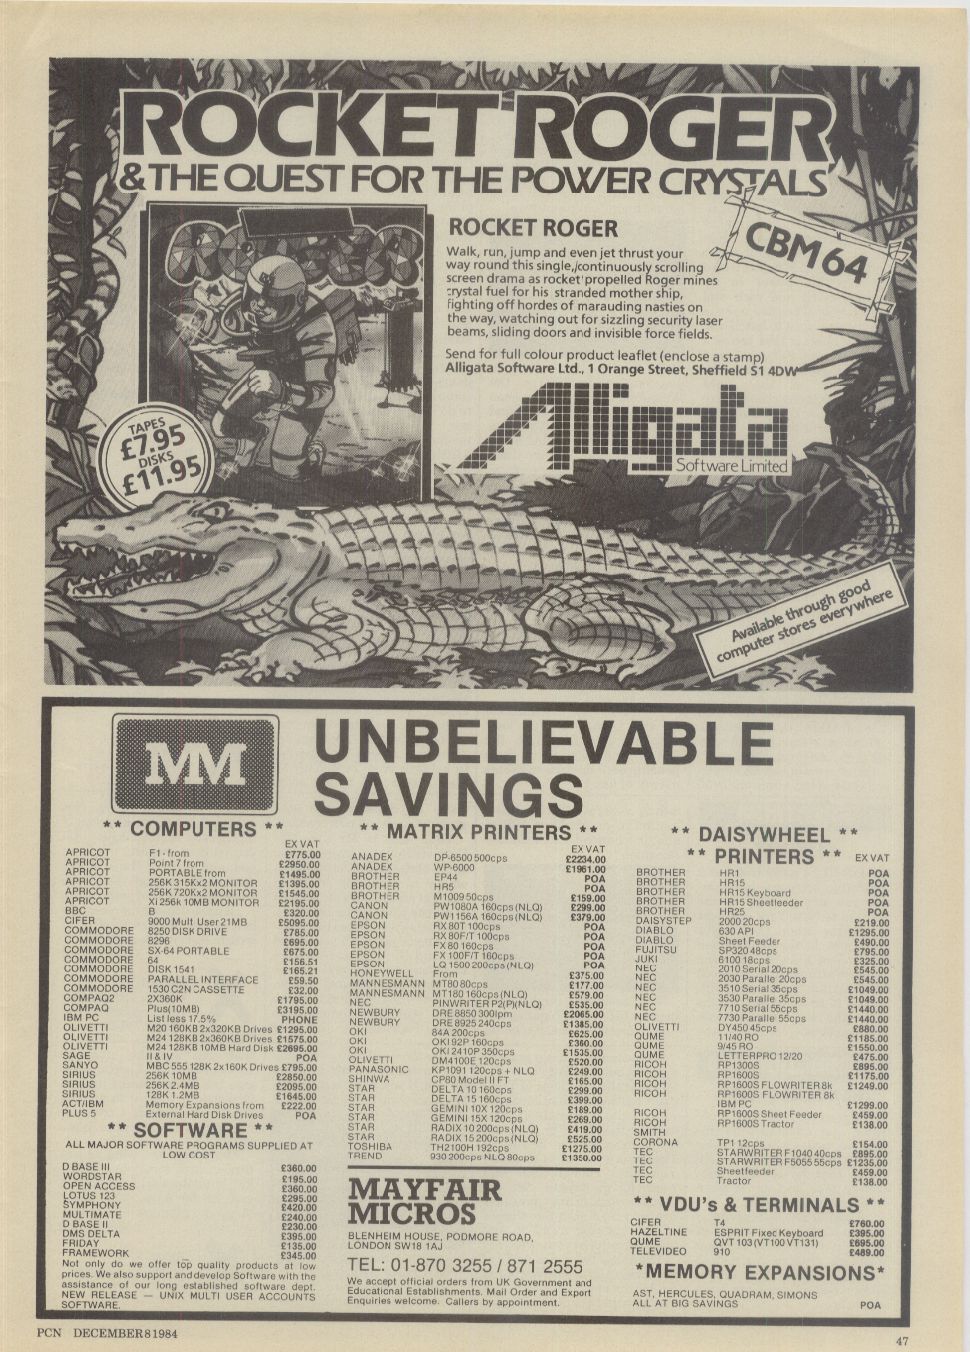 ROCKET ROGER
& THE QUEST FOR THE POWER CRYSTALS
ROCKET ROGER
Walk, run, jump and even jet thrust your
way round this single, continuously scrolling
screen drama as rocket propelled Roger mines
crystal fuel for his stranded mother ship,
fighting off hordes of marauding nasties on
the way, watching out for sizzling security laser
beams, sliding doors and invisible force fields.
Send for full colour product leaflet (enclose a stamp)
Alligata Software Ltd., 1 Orange Street, Sheffield S1 4DW
CBM 64
ROGER
TAPES
£7.95
DISKS
£11.95
Alligata
Software Limited
Available through good
computer stores everywhere
MM
UNBELIEVABLE
SAVINGS
** COMPUTERS **
EX VAT
APRICOT F1 - from £775.00
APRICOT Point 7 from £2950.00
APRICOT PORTABLE from £1495.00
APRICOT 256K 315Kx2 MONITOR £1395.00
APRICOT 256K 720Kx2 MONITOR £1545.00
APRICOT Xi 256k 10MB MONITOR £2195.00
BBC B £320.00
CIFER 9000 Mult User 21MB £5095.00
COMMODORE 8250 DISK DRIVE £785.00
COMMODORE 8296 £695.00
COMMODORE SX-64 PORTABLE £675.00
COMMODORE 64 £156.51
COMMODORE DISK 1541 £165.21
COMMODORE PARALLEL INTERFACE £59.50
COMMODORE 1530 C2N CASSETTE £32.00
COMPAQ2 2X360K £1795.00
COMPAQ Plus (10MB) £3195.00
IBM PC List less 17.5% PHONE
OLIVETTI M20 160KB 2x320KB Drives £1295.00
OLIVETTI M24 128KB 2x360KB Drives £1575.00
OLIVETTI M24 128KB 10MB Hard Disk £2695.00
SAGE II & IV POA
SANYO MBC 555 128K 2x160K Drives £795.00
SIRIUS 256K 10MB £2850.00
SIRIUS 256K 2.4MB £2095.00
SIRIUS 128K 1.2MB £1645.00
ACT/IBM Memory Expansions from £222.00
PLUS 5 External Hard Disk Drives POA
** SOFTWARE **
ALL MAJOR SOFTWARE PROGRAMS SUPPLIED AT
LOW COST
D BASE III £360.00
WORDSTAR £195.00
OPEN ACCESS £360.00
LOTUS 123 £295.00
SYMPHONY £420.00
MULTIMATE £240.00
D BASE II £230.00
DMS DELTA £395.00
FRIDAY £135.00
FRAMEWORK £345.00
Not only do we offer top quality products at low
prices. We also support and develop Software with the
assistance of our long established software dept.
NEW RELEASE — UNIX MULTI USER ACCOUNTS
SOFTWARE.
** MATRIX PRINTERS **
EX VAT
ANADEX DP-6500 500cps £2234.00
ANADEX WP-6000 £1961.00
BROTHER EP44 POA
BROTHER HR5 POA
BROTHER M1009 50cps £159.00
CANON PW1080A 160cps (NLQ) £299.00
CANON PW1156A 160cps (NLQ) £379.00
EPSON RX 80T 100cps POA
EPSON RX 80F/T 100cps POA
EPSON FX 80 160cps POA
EPSON FX 100F/T 160cps POA
EPSON LQ 1500 200cps (NLQ) POA
HONEYWELL From £375.00
MANNESMANN MT80 80cps £177.00
MANNESMANN MT180 160cps (NLQ) £579.00
NEC PINWRITER P2(P)(NLQ) £535.00
NEWBURY DRE 8850 300lpm £2065.00
NEWBURY DRE 8925 240cps £1385.00
OKI 84A 200cps £625.00
OKI OKI 92P 160cps £360.00
OKI OKI 2410P 350cps £1535.00
OLIVETTI DM4100E 120cps £520.00
PANASONIC KP1091 120cps + NLQ £249.00
SHINWA CP80 Model II FT £165.00
STAR DELTA 10 160cps £299.00
STAR DELTA 15 160cps £399.00
STAR GEMINI 10X 120cps £189.00
STAR GEMINI 15X 120cps £269.00
STAR RADIX 10 200cps (NLQ) £419.00
STAR RADIX 15 200cps (NLQ) £525.00
TOSHIBA TH2100H 192cps £1275.00
TREND 930 200cps NLQ 80cps £1350.00
MAYFAIR
MICROS
BLENHEIM HOUSE, PODMORE ROAD,
LONDON SW18 1AJ
TEL: 01-870 3255 / 871 2555
We accept official orders from UK Government and
Educational Establishments. Mail Order and Export
Enquiries welcome. Callers by appointment.
** DAISYWHEEL **
** PRINTERS ** EX VAT
BROTHER HR1 POA
BROTHER HR15 POA
BROTHER HR15 Keyboard POA
BROTHER HR15 Sheetfeeder POA
BROTHER HR25 POA
DAISYSTEP 2000 20cps £219.00
DIABLO 630 API £1295.00
DIABLO Sheet Feeder £490.00
FUJITSU SP320 48cps £795.00
JUKI 6100 18cps £325.00
NEC 2010 Serial 20cps £545.00
NEC 2030 Paralle 20cps £545.00
NEC 3510 Serial 35cps £1049.00
NEC 3530 Paralle 35cps £1049.00
NEC 7710 Serial 55cps £1440.00
NEC 7730 Paralle 55cps £1440.00
OLIVETTI DY450 45cps £880.00
QUME 11/40 RO £1185.00
QUME 9/45 RO £1550.00
QUME LETTERPRO 12/20 £475.00
RICOH RP1300S £895.00
RICOH RP1600S £1175.00
RICOH RP1600S FLOWRITER 8k £1249.00
RICOH RP1600S FLOWRITER 8k
IBM PC £1299.00
RICOH RP1600S Sheet Feeder £459.00
RICOH RP1600S Tractor £138.00
SMITH
CORONA TP1 12cps £154.00
TEC STARWRITER F1040 40cps £895.00
TEC STARWRITER F5055 55cps £1235.00
TEC Sheetfeeder £459.00
TEC Tractor £138.00
** VDU's & TERMINALS **
CIFER T4 £760.00
HAZELTINE ESPRIT Fixec Keyboard £395.00
QUME QVT 103 (VT100 VT131) £695.00
TELEVIDEO 910 £489.00
*MEMORY EXPANSIONS*
AST, HERCULES, QUADRAM, SIMONS
ALL AT BIG SAVINGS POA
PCN DECEMBER 8 1984
47